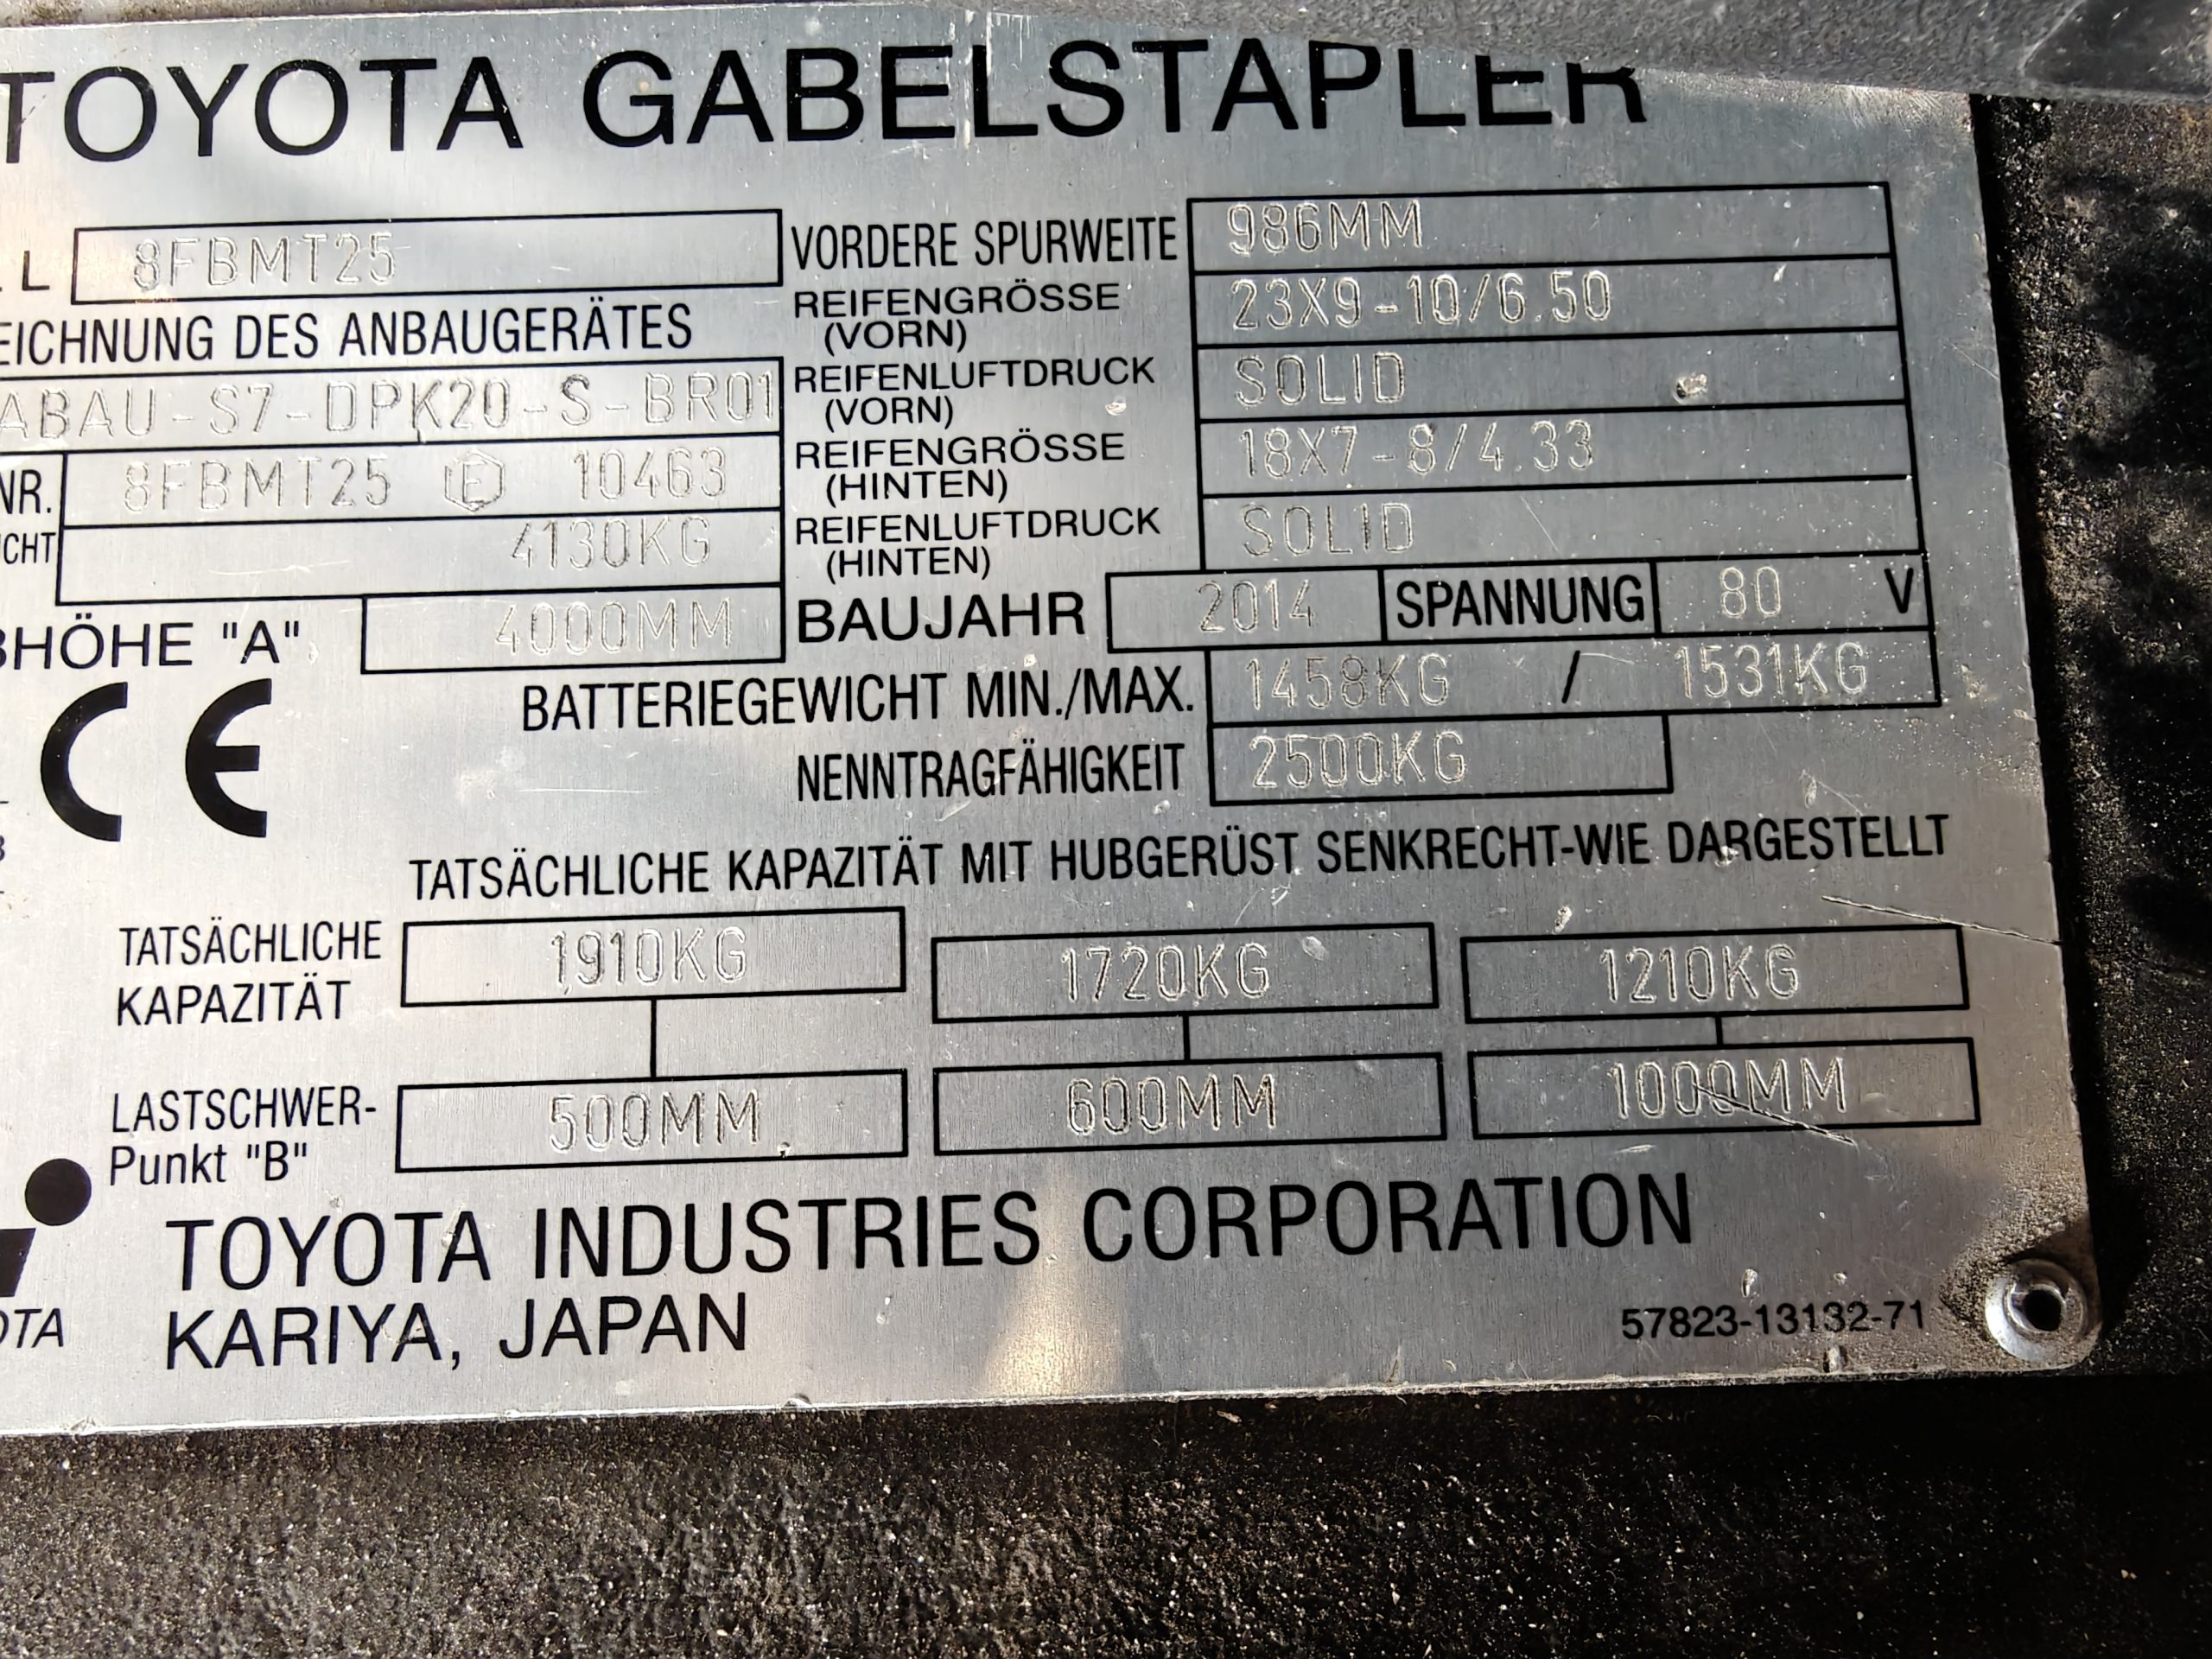 TOYOTA GABELSTAPLER
L 8FBMT25
EICHNUNG DES ANBAUGERÄTES
ABAU-S7-DPK20-S-BR01
NR. 8FBMT25 E 10463
CHT 4130KG
HÖHE "A" 4000MM
VORDERE SPURWEITE 986MM
REIFENGRÖSSE (VORN) 23X9-10/6.50
REIFENLUFTDRUCK (VORN) SOLID
REIFENGRÖSSE (HINTEN) 18X7-8/4.33
REIFENLUFTDRUCK (HINTEN) SOLID
BAUJAHR 2014 SPANNUNG 80 V
BATTERIEGEWICHT MIN./MAX. 1458KG / 1531KG
NENNTRAGFÄHIGKEIT 2500KG
CE
TATSÄCHLICHE KAPAZITÄT MIT HUBGERÜST SENKRECHT-WIE DARGESTELLT
TATSÄCHLICHE KAPAZITÄT 1910KG 1720KG 1210KG
LASTSCHWER-
Punkt "B" 500MM 600MM 1000MM
TOYOTA INDUSTRIES CORPORATION
KARIYA, JAPAN
OTA
57823-13132-71